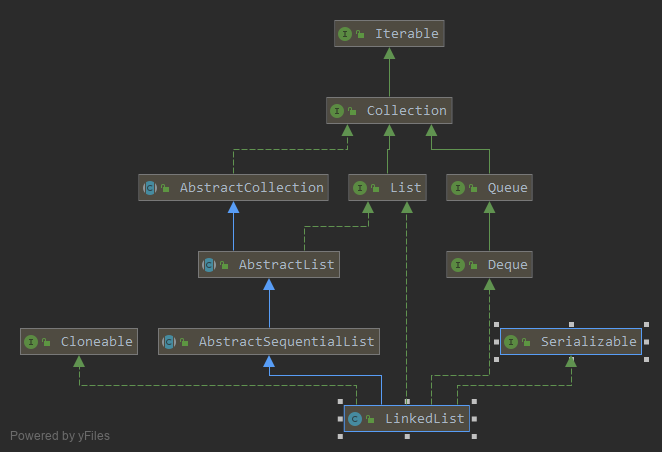 I Iterable
I Collection
C AbstractCollection
I List
I Queue
C AbstractList
I Deque
I Cloneable
C AbstractSequentialList
I Serializable
C LinkedList
Powered by yFiles